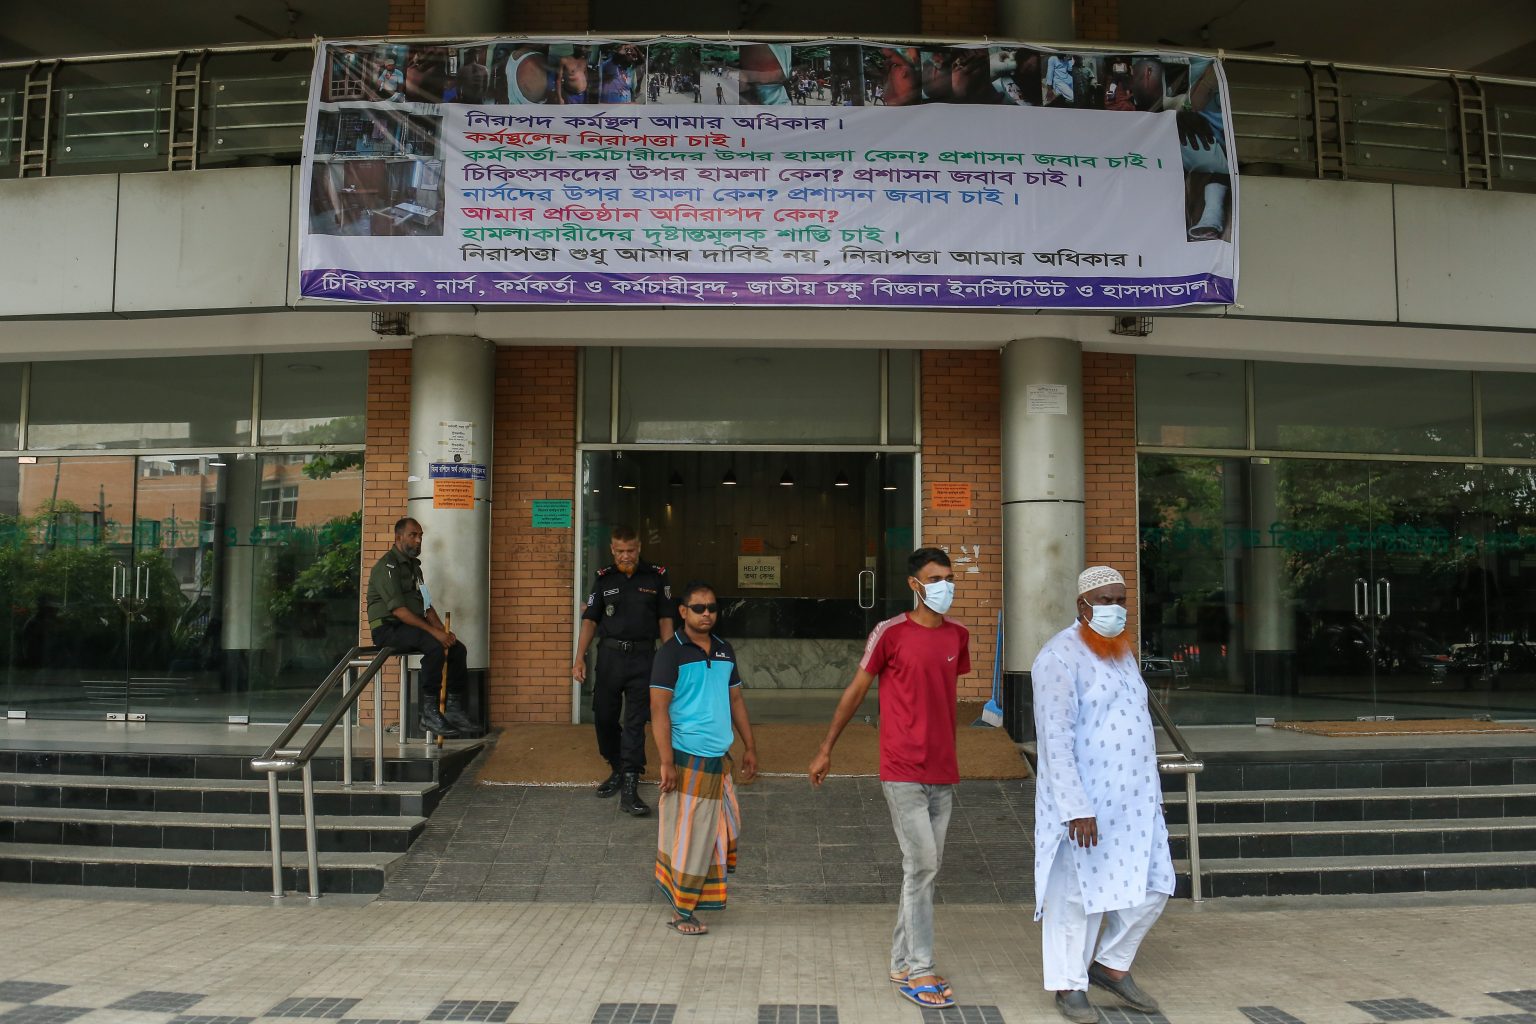 নিরাপদ কর্মস্থল আমার অধিকার।
কর্মস্থলের নিরাপত্তা চাই।
কর্মকর্তা-কর্মচারীদের উপর হামলা কেন? প্রশাসন জবাব চাই।
চিকিৎসকদের উপর হামলা কেন? প্রশাসন জবাব চাই।
নার্সদের উপর হামলা কেন? প্রশাসন জবাব চাই।
আমার প্রতিষ্ঠান অনিরাপদ কেন?
হামলাকারীদের দৃষ্টান্তমূলক শাস্তি চাই।
নিরাপত্তা শুধু আমার দাবিই নয়, নিরাপত্তা আমার অধিকার।
চিকিৎসক, নার্স, কর্মকর্তা ও কর্মচারীবৃন্দ, জাতীয় চক্ষু বিজ্ঞান ইনস্টিটিউট ও হাসপাতাল।
HELP DESK
তথ্য কেন্দ্র